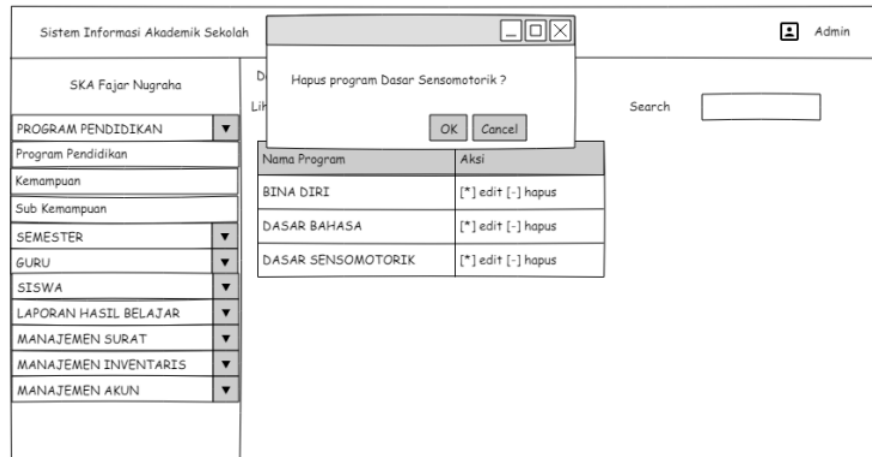 Sistem Informasi Akademik Sekolah
Admin
SKA Fajar Nugraha
Hapus program Dasar Sensomotorik ?
OK Cancel
Search
PROGRAM PENDIDIKAN ▼
Program Pendidikan
Kemampuan
Sub Kemampuan
SEMESTER ▼
GURU ▼
SISWA ▼
LAPORAN HASIL BELAJAR ▼
MANAJEMEN SURAT ▼
MANAJEMEN INVENTARIS ▼
MANAJEMEN AKUN ▼
Nama Program Aksi
BINA DIRI [*] edit [-] hapus
DASAR BAHASA [*] edit [-] hapus
DASAR SENSOMOTORIK [*] edit [-] hapus